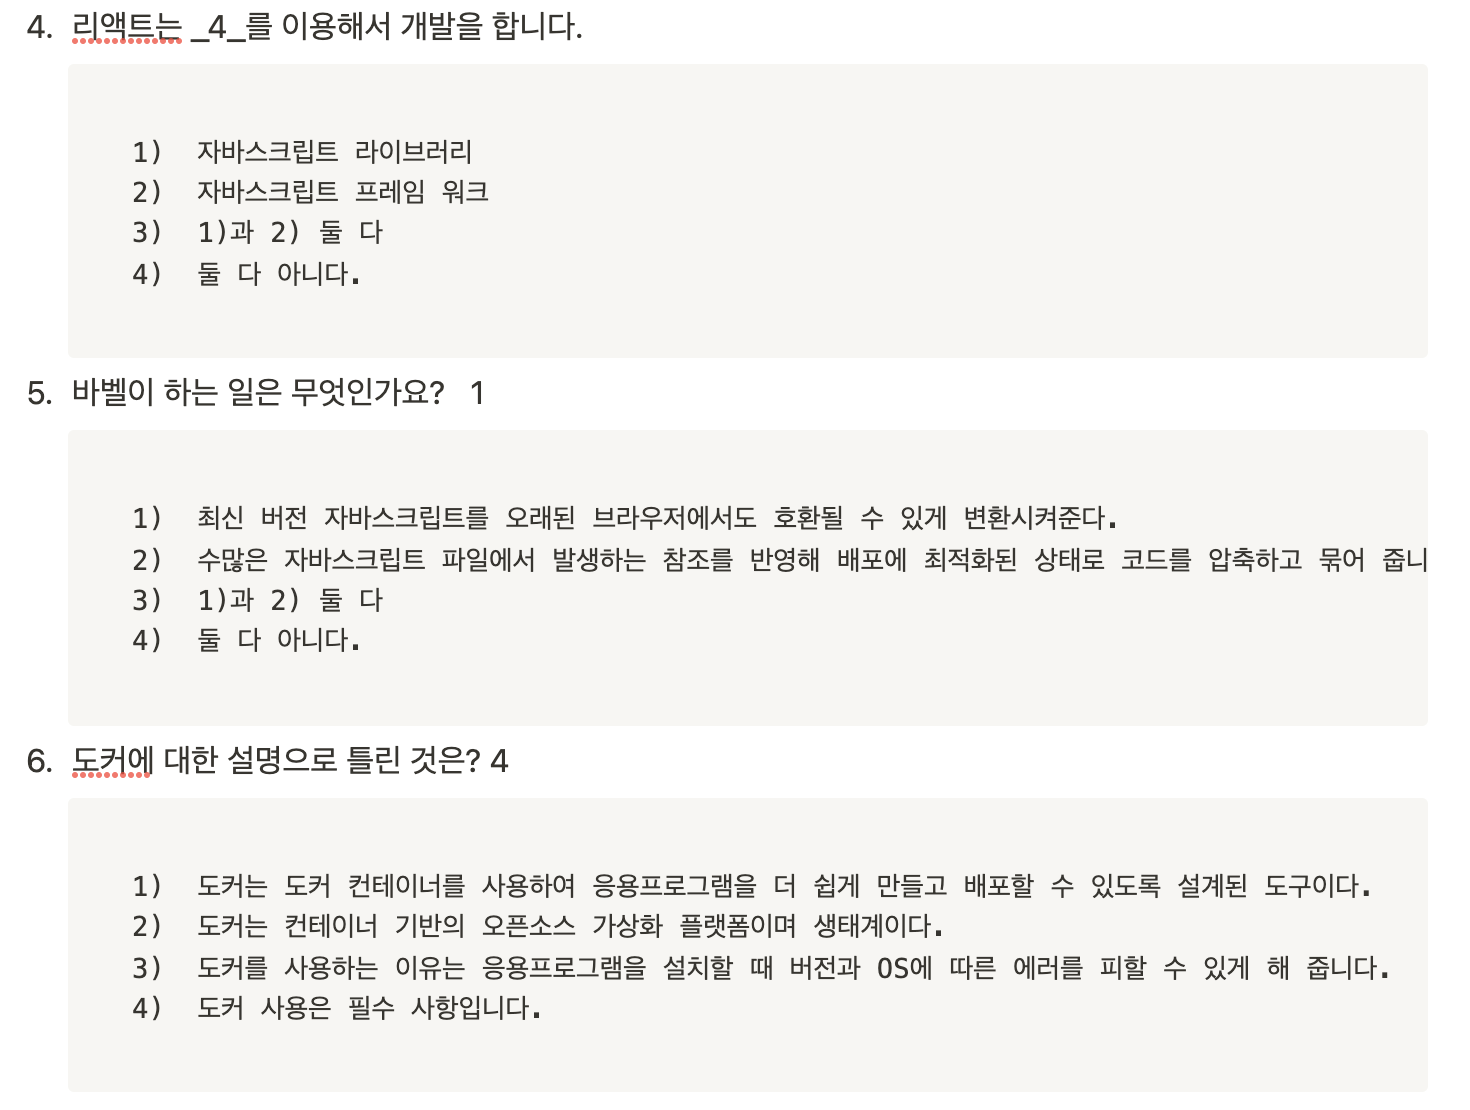 4. 리액트는 _4_를 이용해서 개발을 합니다.
1) 자바스크립트 라이브러리
2) 자바스크립트 프레임 워크
3) 1)과 2) 둘 다
4) 둘 다 아니다.
5. 바벨이 하는 일은 무엇인가요? 1
1) 최신 버전 자바스크립트를 오래된 브라우저에서도 호환될 수 있게 변환시켜준다.
2) 수많은 자바스크립트 파일에서 발생하는 참조를 반영해 배포에 최적화된 상태로 코드를 압축하고 묶어 줍니
3) 1)과 2) 둘 다
4) 둘 다 아니다.
6. 도커에 대한 설명으로 틀린 것은? 4
1) 도커는 도커 컨테이너를 사용하여 응용프로그램을 더 쉽게 만들고 배포할 수 있도록 설계된 도구이다.
2) 도커는 컨테이너 기반의 오픈소스 가상화 플랫폼이며 생태계이다.
3) 도커를 사용하는 이유는 응용프로그램을 설치할 때 버전과 OS에 따른 에러를 피할 수 있게 해 줍니다.
4) 도커 사용은 필수 사항입니다.